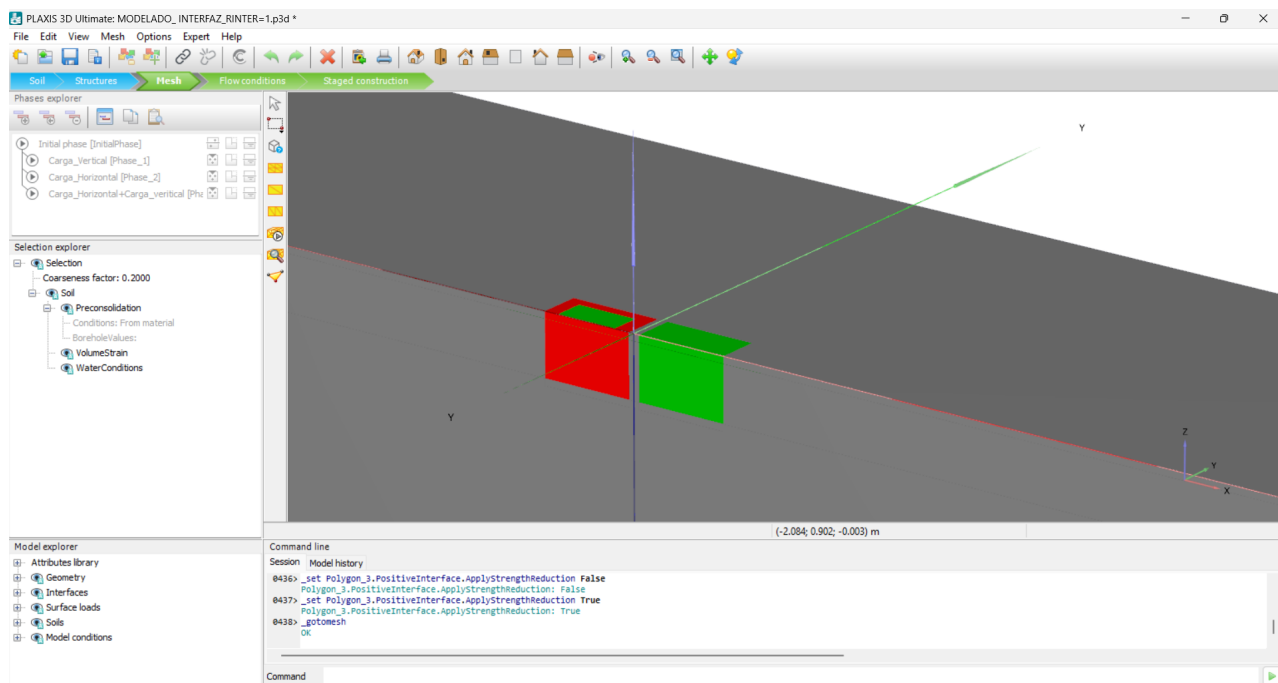 PLAXIS 3D Ultimate: MODELADO_ INTERFAZ_RINTER=1.p3d *
File Edit View Mesh Options Expert Help
Soil Structures Mesh Flow conditions Staged construction
Phases explorer
Initial phase [InitialPhase]
Carga_Vertical [Phase_1]
Carga_Horizontal [Phase_2]
Carga_Horizontal+Carga_veritical [Pha
Selection explorer
Selection
Coarseness factor: 0.2000
Soil
Preconsolidation
Conditions: From material
BoreholeValues:
VolumeStrain
WaterConditions
Y
Y
Z
Y
X
(-2.084; 0.902; -0.003) m
Model explorer
Attributes library
Geometry
Interfaces
Surface loads
Soils
Model conditions
Command line
Session Model history
0436> _set Polygon_3.PositiveInterface.ApplyStrengthReduction False
Polygon_3.PositiveInterface.ApplyStrengthReduction: False
0437> _set Polygon_3.PositiveInterface.ApplyStrengthReduction True
Polygon_3.PositiveInterface.ApplyStrengthReduction: True
0438> _gotomesh
OK
Command